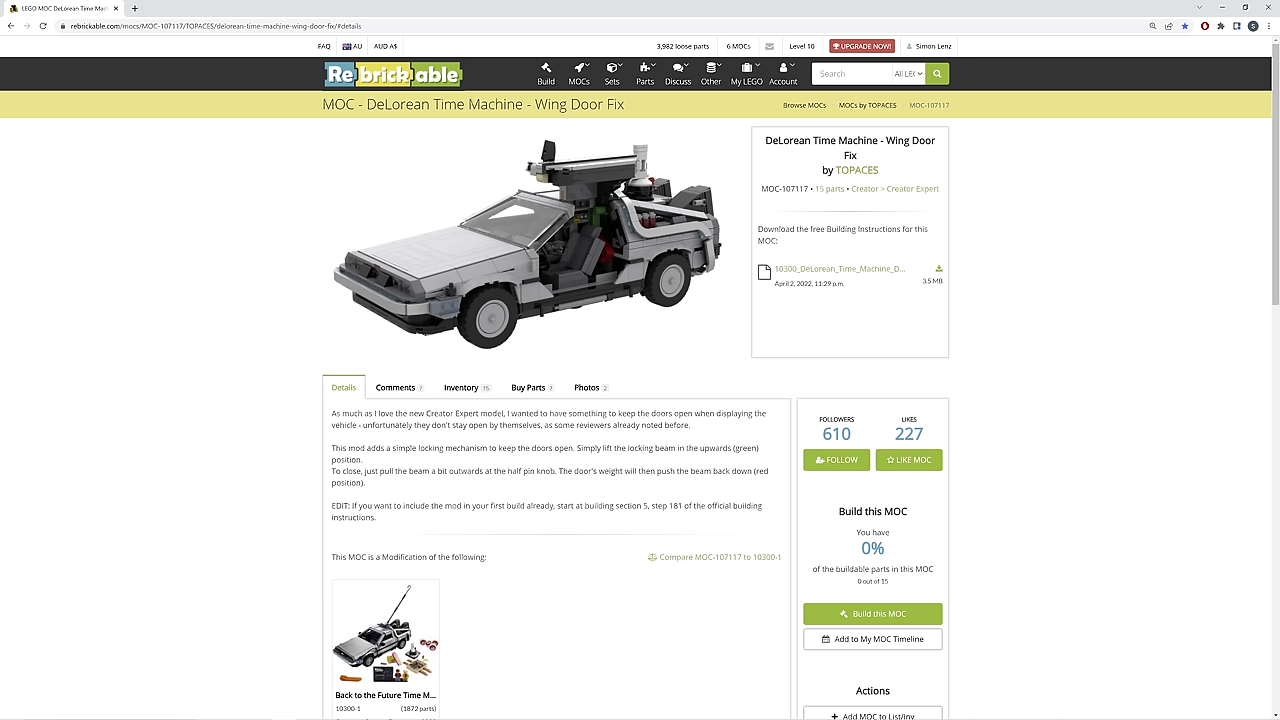 LEGO MOC DeLorean Time Mac
rebrickable.com/mocs/MOC-107117/TOPACES/delorean-time-machine-wing-door-fix/#details
FAQ AU AUD A$ 3,982 loose parts 6 MOCs Level 10 UPGRADE NOW! Simon Lenz
Rebrickable Build MOCs Sets Parts Discuss Other My LEGO Account Search All LE
MOC - DeLorean Time Machine - Wing Door Fix Browse MOCs MOCs by TOPACES MOC-107117
DeLorean Time Machine - Wing Door
Fix
by TOPACES
MOC-107117 • 15 parts • Creator > Creator Expert
Download the free Building Instructions for this
MOC:
10300_DeLorean_Time_Machine_D...
April 2, 2022, 11:29 p.m. 3.5 MB
Details Comments 7 Inventory 15 Buy Parts 7 Photos 2
As much as I love the new Creator Expert model, I wanted to have something to keep the doors open when displaying the
vehicle - unfortunately they don't stay open by themselves, as some reviewers already noted before.
This mod adds a simple locking mechanism to keep the doors open. Simply lift the locking beam in the upwards (green)
position.
To close, just pull the beam a bit outwards at the half pin knob. The door's weight will then push the beam back down (red
position).
EDIT: If you want to include the mod in your first build already, start at building section 5, step 181 of the official building
instructions.
This MOC is a Modification of the following: Compare MOC-107117 to 10300-1
Back to the Future Time M...
10300-1 (1872 parts)
FOLLOWERS LIKES
610 227
FOLLOW LIKE MOC
Build this MOC
You have
0%
of the buildable parts in this MOC
0 out of 15
Build this MOC
Add to My MOC Timeline
Actions
Add MOC to List/Inv